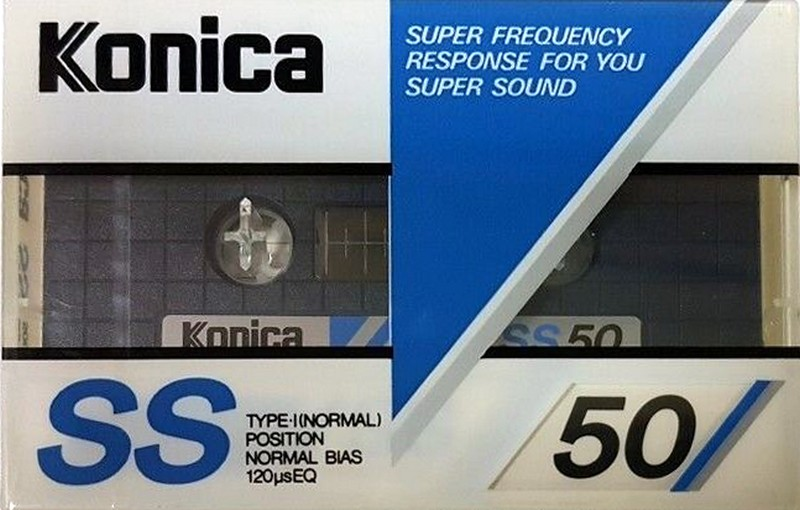 Konica
SUPER FREQUENCY
RESPONSE FOR YOU
SUPER SOUND
Konica
SS 50
SS
TYPE·I(NORMAL)
POSITION
NORMAL BIAS
120µsEQ
50